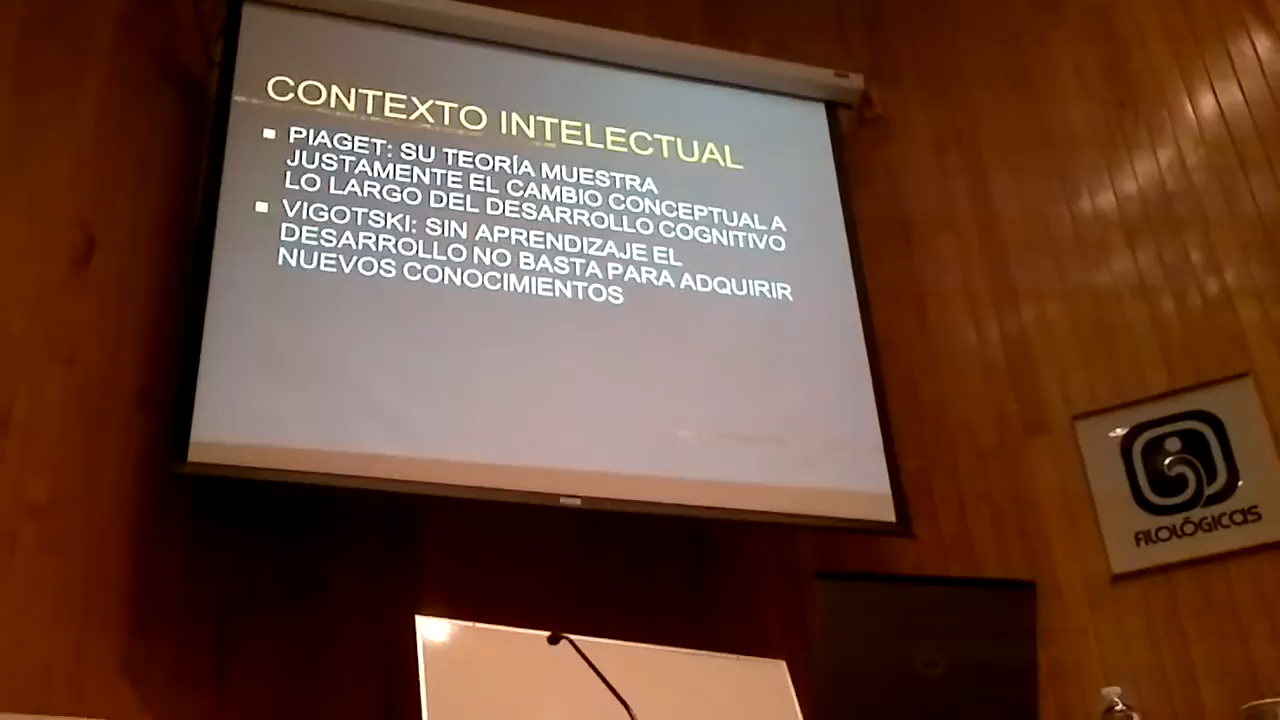 CONTEXTO INTELECTUAL
▪ PIAGET: SU TEORÍA MUESTRA
JUSTAMENTE EL CAMBIO CONCEPTUAL A
LO LARGO DEL DESARROLLO COGNITIVO
▪ VIGOTSKI: SIN APRENDIZAJE EL
DESARROLLO NO BASTA PARA ADQUIRIR
NUEVOS CONOCIMIENTOS
FILOLÓGICAS